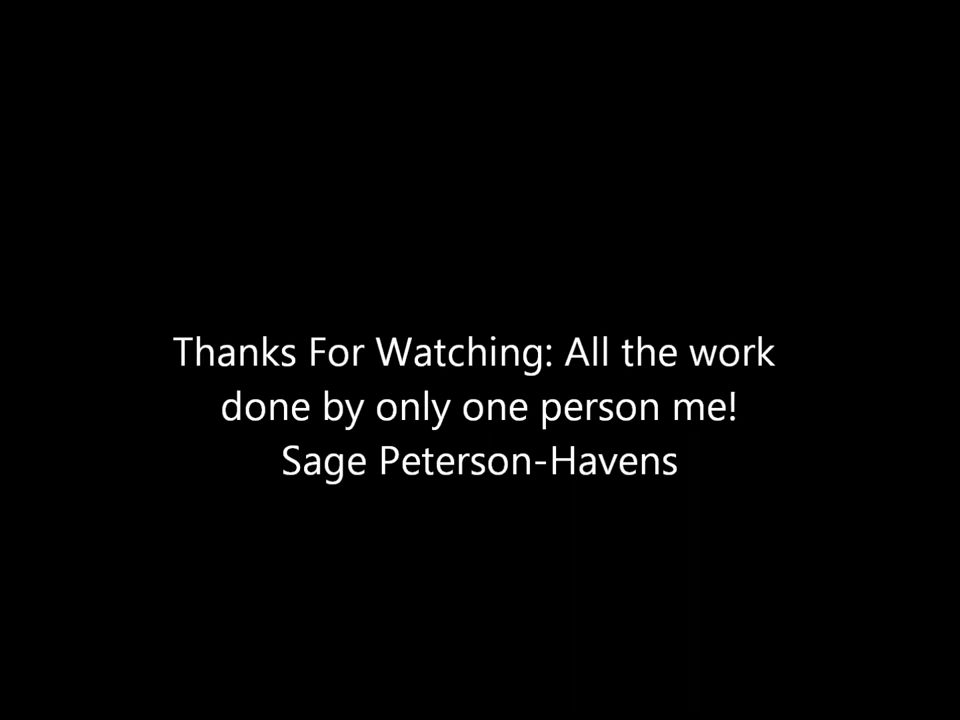 Thanks For Watching: All the work
done by only one person me!
Sage Peterson-Havens